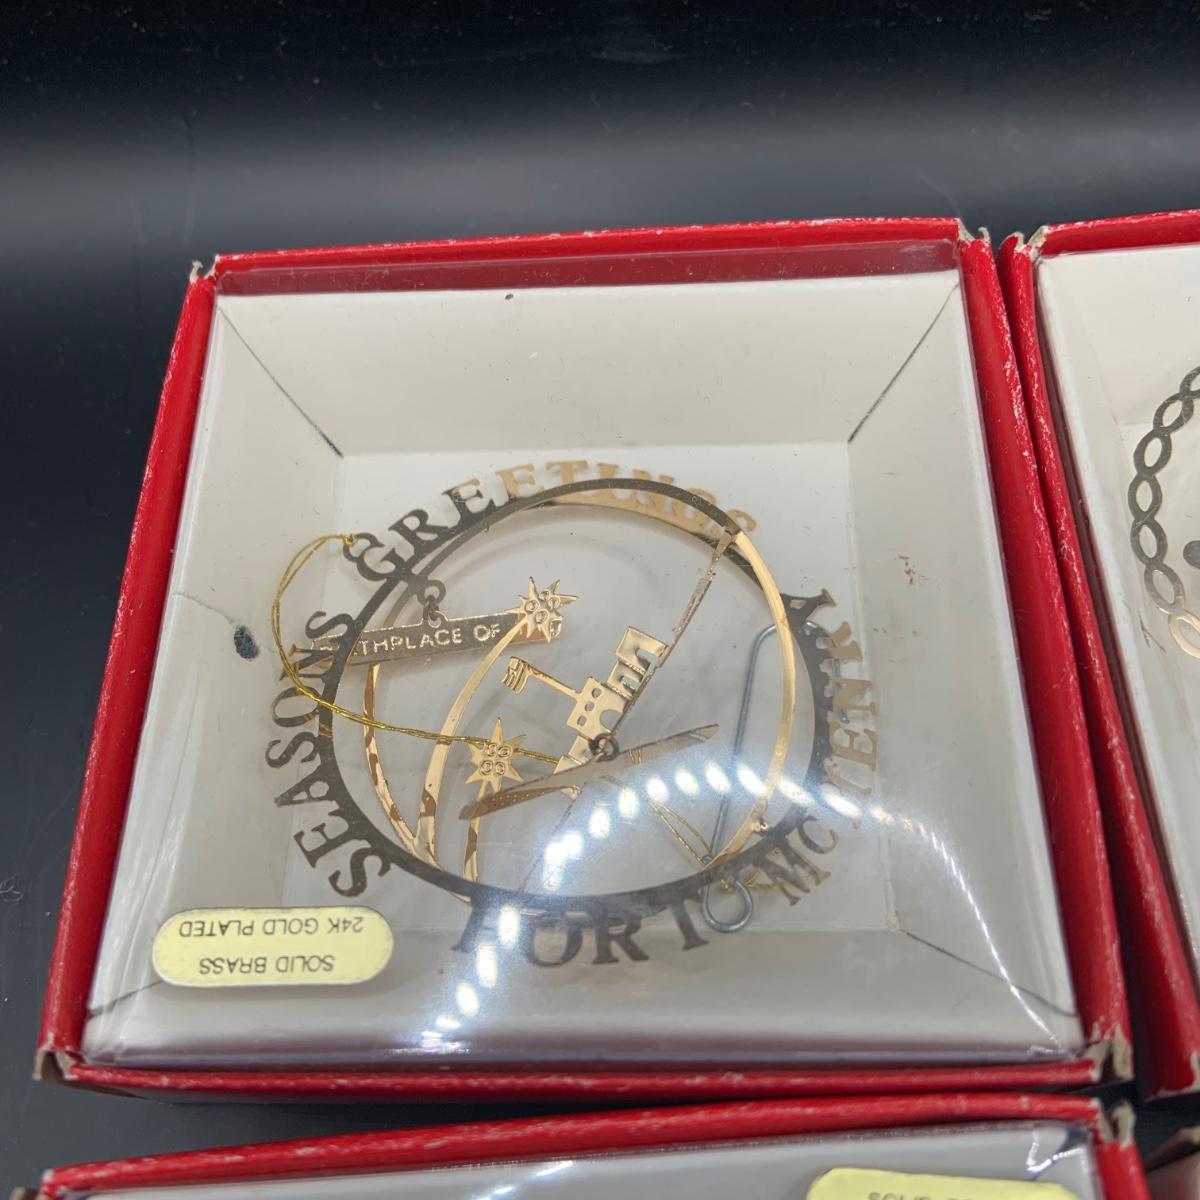 SEASONS GREETINGS
THPLACE OF
FORT MCHENRY
SOLID BRASS
24K GOLD PLATED